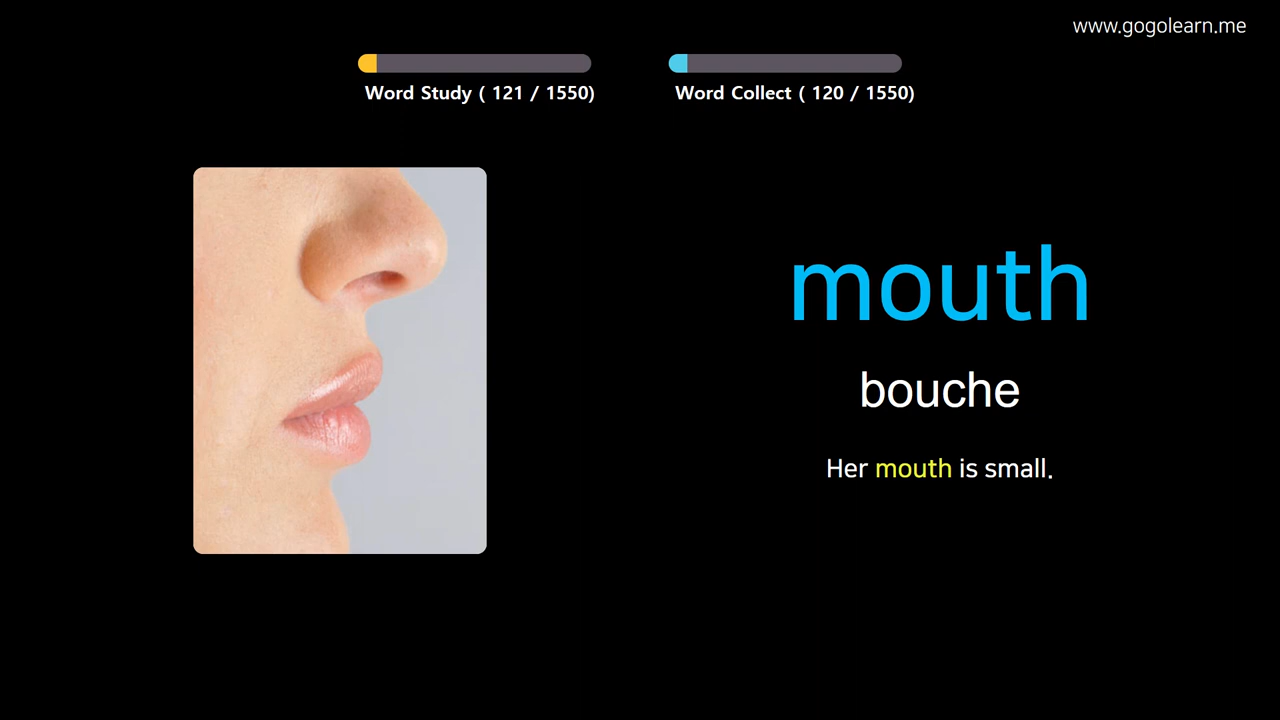 www.gogolearn.me
Word Study ( 121 / 1550)
Word Collect ( 120 / 1550)
mouth
bouche
Her mouth is small.